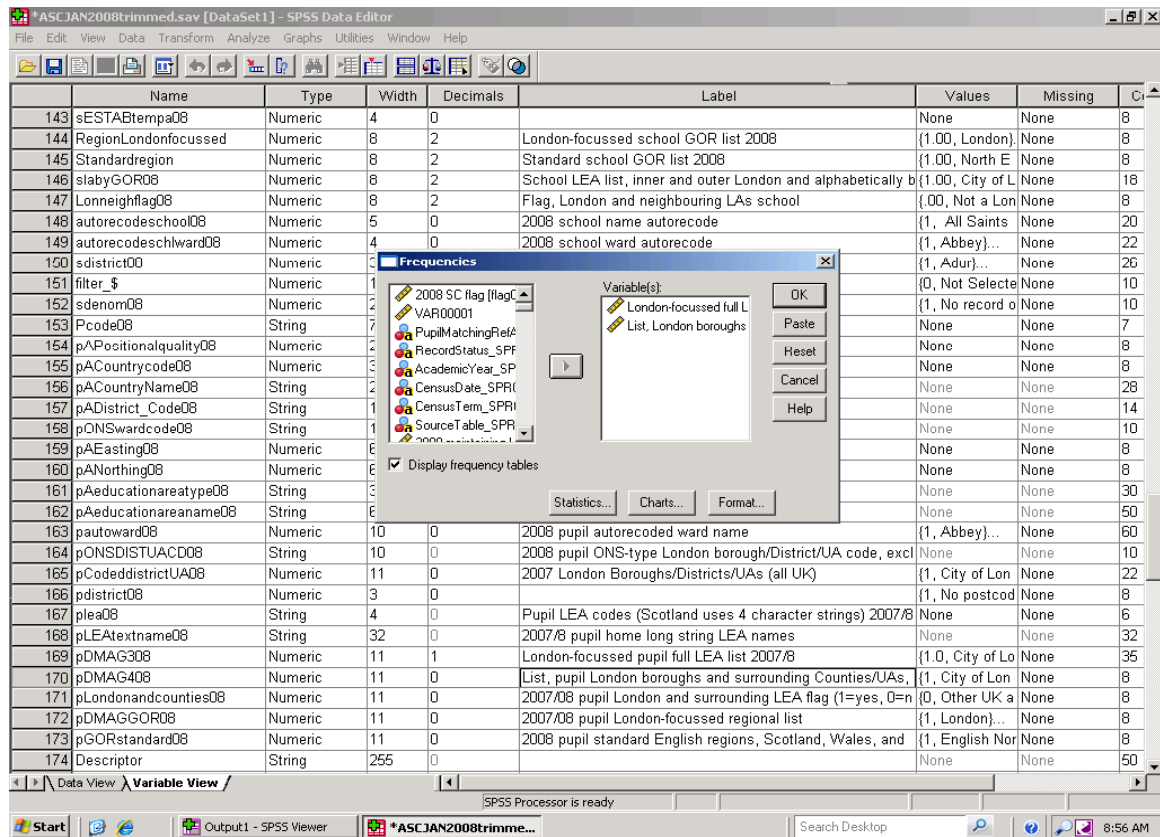 *ASCJAN2008trimmed.sav [DataSet1] - SPSS Data Editor
File Edit View Data Transform Analyze Graphs Utilities Window Help
Name Type Width Decimals Label Values Missing
143 sESTABtempa08 Numeric 4 0 None None 8
144 RegionLondonfocussed Numeric 8 2 London-focussed school GOR list 2008 {1.00, London}. None 8
145 Standardregion Numeric 8 2 Standard school GOR list 2008 {1.00, North E None 8
146 slabyGOR08 Numeric 8 2 School LEA list, inner and outer London and alphabetically b {1.00, City of L None 18
147 Lonneighflag08 Numeric 8 2 Flag, London and neighbouring LAs school {.00, Not a Lon None 8
148 autorecodeschool08 Numeric 5 0 2008 school name autorecode {1, All Saints None 20
149 autorecodeschlward08 Numeric 4 0 2008 school ward autorecode {1, Abbey}... None 22
150 sdistrict00 Numeric {1, Adur}... None 26
151 filter_$ Numeric 1 {0, Not Selecte None 10
152 sdenom08 Numeric {1, No record o None 10
153 Pcode08 String 7 None None 7
154 pAPositionalquality08 Numeric None None 8
155 pACountrycode08 Numeric None None 8
156 pACountryName08 String None None 28
157 pADistrict_Code08 String 1 None None 14
158 pONSwardcode08 String 1 None None 10
159 pAEasting08 Numeric 6 None None 8
160 pANorthing08 Numeric 6 None None 8
161 pAeducationareatype08 String None None 30
162 pAeducationareaname08 String 6 None None 50
163 pautoward08 Numeric 10 0 2008 pupil autorecoded ward name {1, Abbey}... None 60
164 pONSDISTUACD08 String 10 0 2008 pupil ONS-type London borough/District/UA code, excl None None 10
165 pCodeddistrictUA08 Numeric 11 0 2007 London Boroughs/Districts/UAs (all UK) {1, City of Lon None 22
166 pdistrict08 Numeric 3 0 {1, No postcod None 8
167 plea08 String 4 0 Pupil LEA codes (Scotland uses 4 character strings) 2007/8 None None 6
168 pLEAtextname08 String 32 0 2007/8 pupil home long string LEA names None None 32
169 pDMAG308 Numeric 11 1 London-focussed pupil full LEA list 2007/8 {1.0, City of Lo None 35
170 pDMAG408 Numeric 11 0 List, pupil London boroughs and surrounding Counties/UAs, {1, City of Lon None 8
171 pLondonandcounties08 Numeric 11 0 2007/08 pupil London and surrounding LEA flag (1=yes, 0=n {0, Other UK a None 8
172 pDMAGGOR08 Numeric 11 0 2007/08 pupil London-focussed regional list {1, London}... None 8
173 pGORstandard08 Numeric 11 0 2008 pupil standard English regions, Scotland, Wales, and {1, English Nor None 8
174 Descriptor String 255 0 None None 50
Frequencies
2008 SC flag [flag
VAR00001
PupilMatchingRefA
RecordStatus_SPR
AcademicYear_SP
CensusDate_SPR
CensusTerm_SPR
SourceTable_SPR
Variable(s):
London-focussed full L
List, London boroughs
OK
Paste
Reset
Cancel
Help
Display frequency tables
Statistics... Charts... Format...
Data View Variable View
SPSS Processor is ready
Start Output1 - SPSS Viewer *ASCJAN2008trimme... Search Desktop 8:56 AM